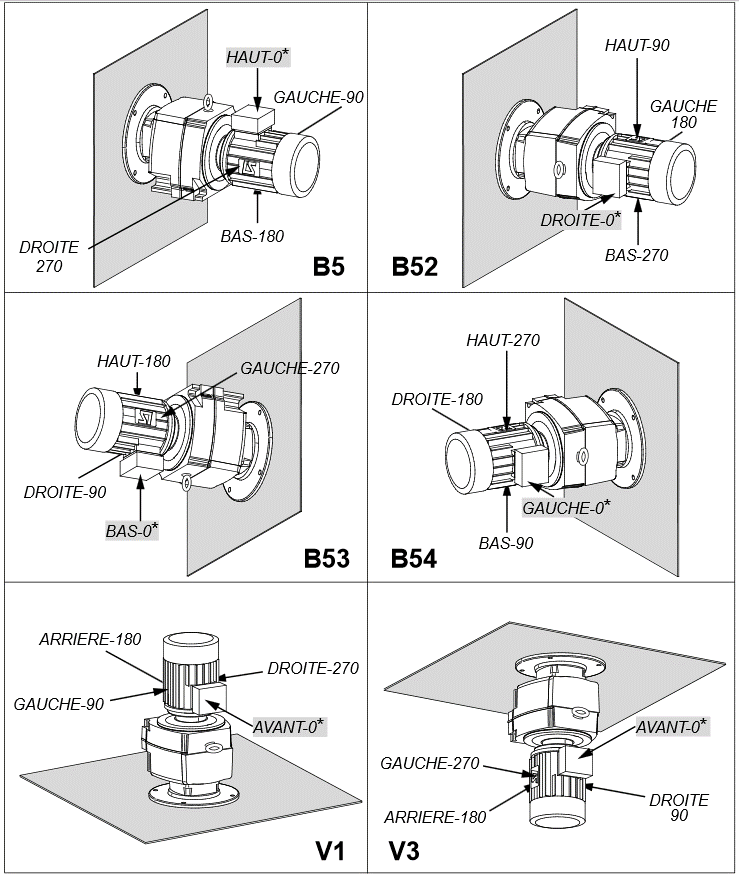 HAUT-0*
GAUCHE-90
DROITE
270
BAS-180
B5
HAUT-90
GAUCHE
180
DROITE-0*
BAS-270
B52
HAUT-180
GAUCHE-270
DROITE-90
BAS-0*
B53
HAUT-270
DROITE-180
GAUCHE-0*
BAS-90
B54
ARRIERE-180
DROITE-270
GAUCHE-90
AVANT-0*
V1
AVANT-0*
GAUCHE-270
ARRIERE-180
DROITE
90
V3